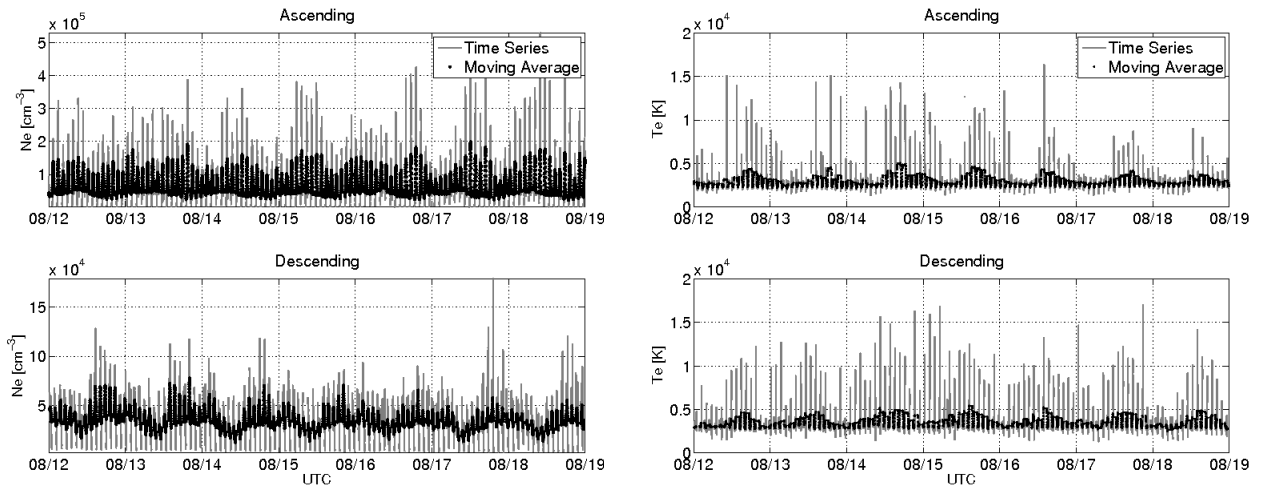 Ascending
x 10^5
5
4
3
2
1
Ne [cm^−3]
Time Series
Moving Average
08/12 08/13 08/14 08/15 08/16 08/17 08/18 08/19
Ascending
x 10^4
2
1.5
1
0.5
0
Te [K]
Time Series
Moving Average
08/12 08/13 08/14 08/15 08/16 08/17 08/18 08/19
Descending
x 10^4
15
10
5
Ne [cm^−3]
08/12 08/13 08/14 08/15 08/16 08/17 08/18 08/19
UTC
Descending
x 10^4
2
1.5
1
0.5
0
Te [K]
08/12 08/13 08/14 08/15 08/16 08/17 08/18 08/19
UTC